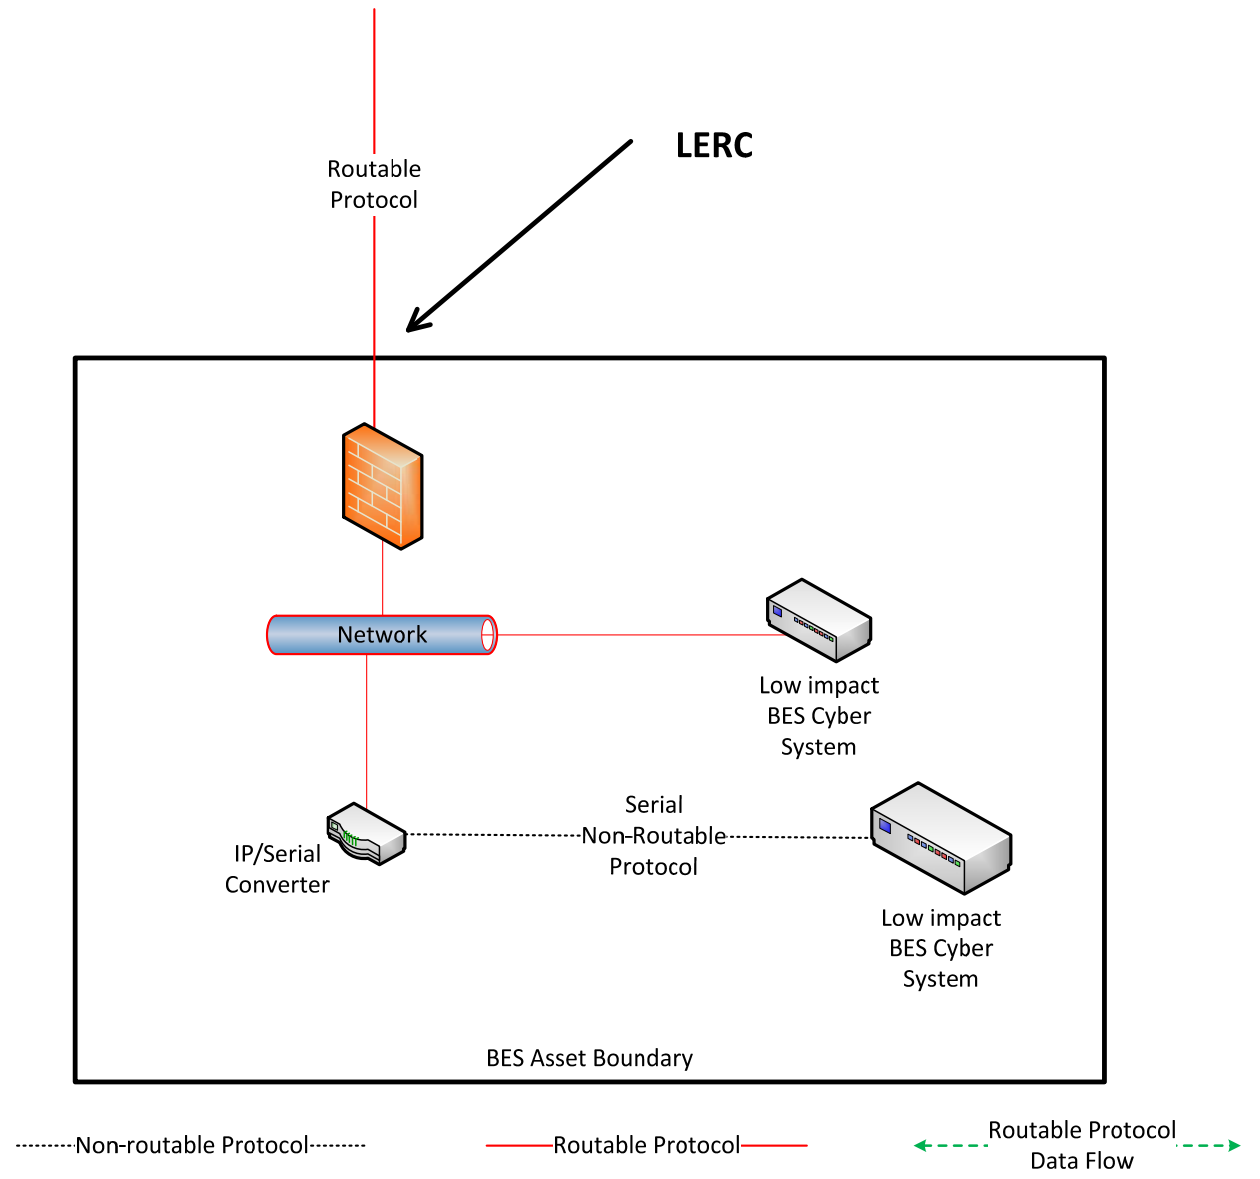 LERC
Routable
Protocol
Network
Low impact
BES Cyber
System
Serial
Non-Routable
Protocol
IP/Serial
Converter
Low impact
BES Cyber
System
BES Asset Boundary
Non-routable Protocol
Routable Protocol
Routable Protocol
Data Flow